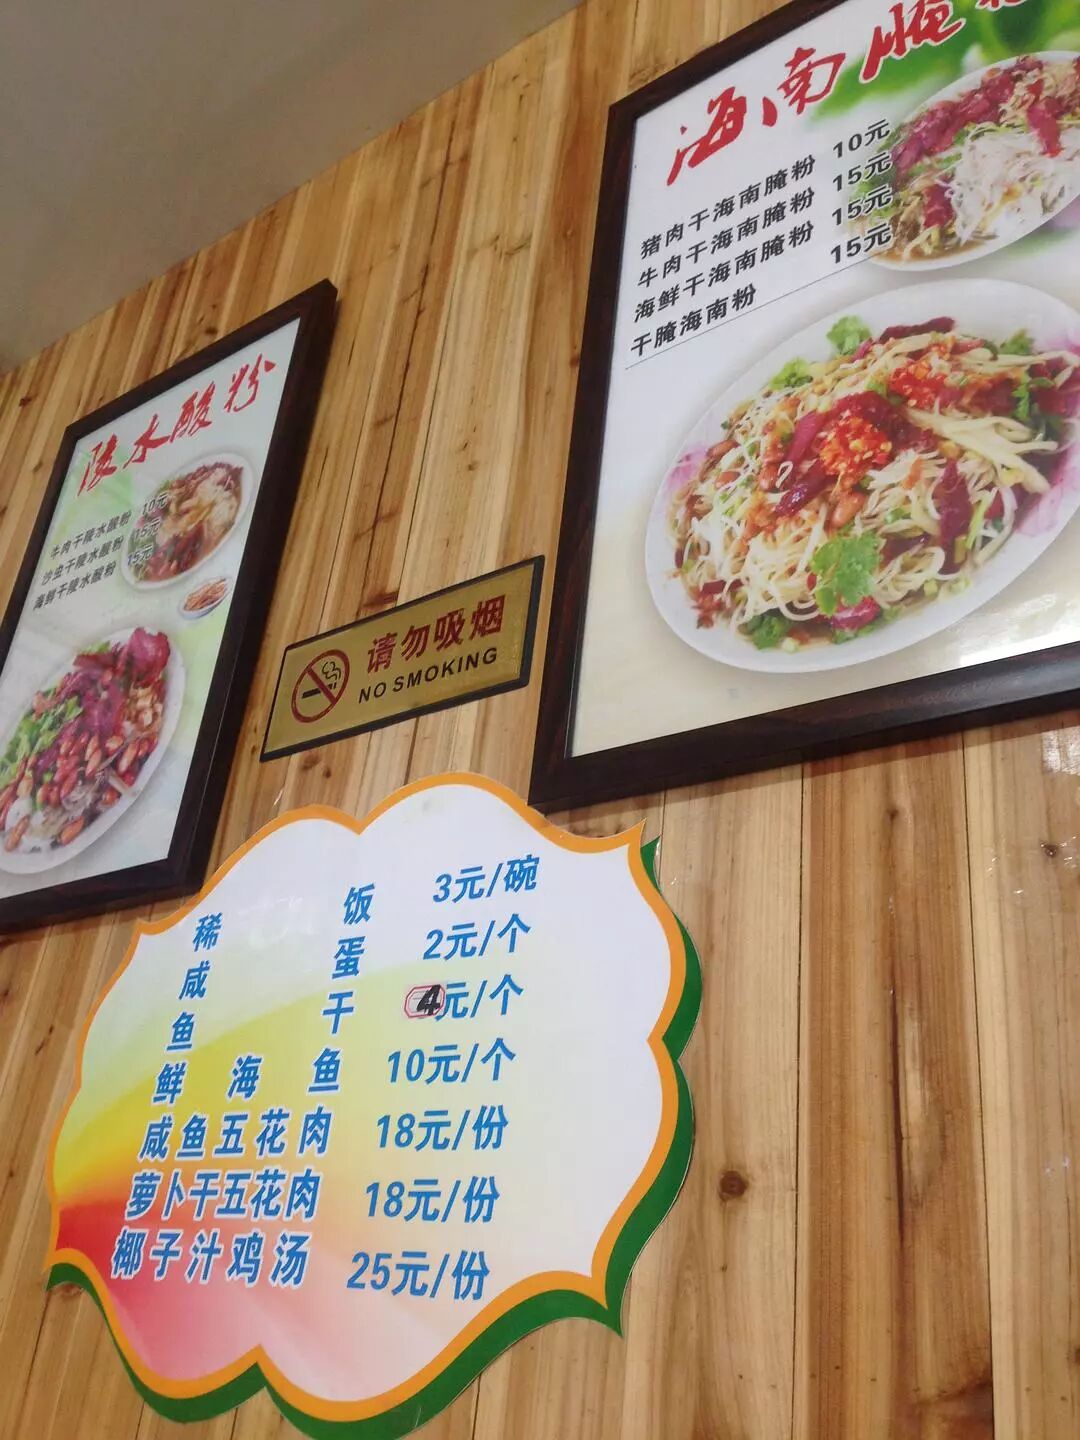 海南腌粉
猪肉干海南腌粉 10元
牛肉干海南腌粉 15元
海鲜干海南腌粉 15元
干腌海南粉 15元
陵水酸粉
牛肉干陵水酸粉 10元
沙虫干陵水酸粉 15元
海鲜干陵水酸粉 15元
请勿吸烟
NO SMOKING
稀饭 3元/碗
咸蛋 2元/个
鱼干 4元/个
鲜海鱼 10元/个
咸鱼五花肉 18元/份
萝卜干五花肉 18元/份
椰子汁鸡汤 25元/份